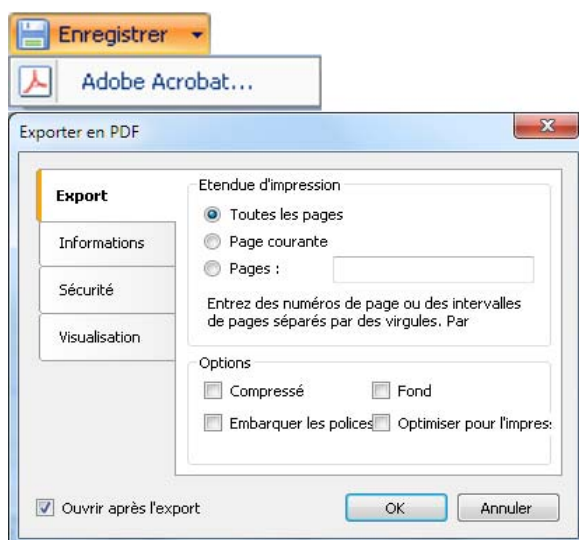 Enregistrer
Adobe Acrobat...
Exporter en PDF
Export
Informations
Sécurité
Visualisation
Etendue d'impression
Toutes les pages
Page courante
Pages :
Entrez des numéros de page ou des intervalles
de pages séparés par des virgules. Par
Options
Compressé
Fond
Embarquer les polices
Optimiser pour l'impres
Ouvrir après l'export
OK
Annuler